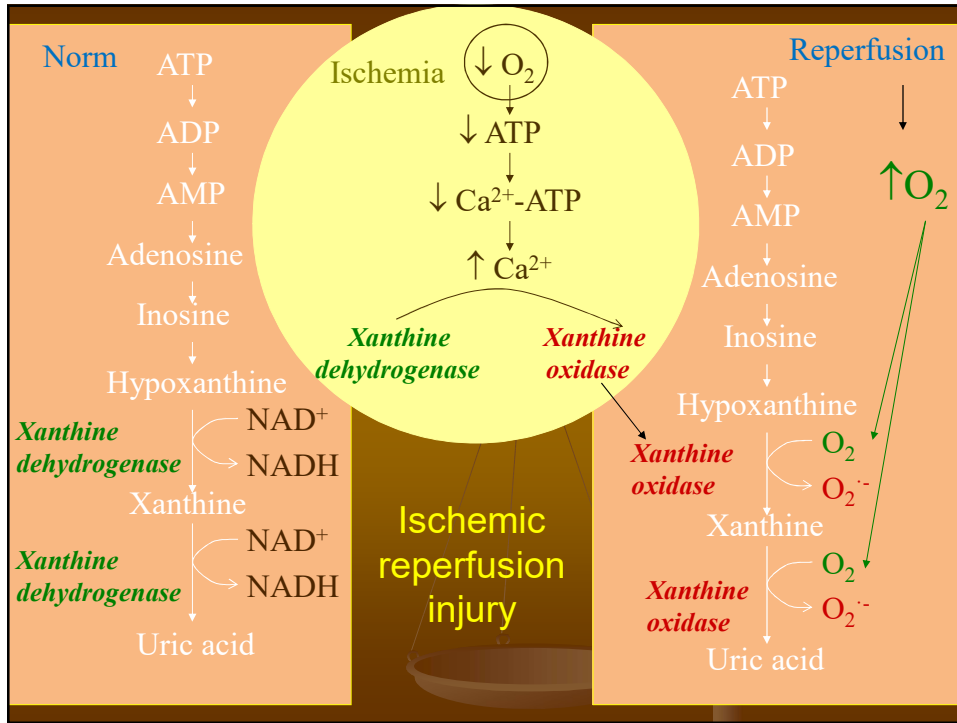 Norm
ATP
ADP
AMP
Adenosine
Inosine
Hypoxanthine
Xanthine
dehydrogenase
NAD⁺
NADH
Xanthine
Xanthine
dehydrogenase
NAD⁺
NADH
Uric acid
Ischemia
↓ O₂
↓ ATP
↓ Ca²⁺-ATP
↑ Ca²⁺
Xanthine
dehydrogenase
Xanthine
oxidase
Ischemic
reperfusion
injury
Reperfusion
↑O₂
ATP
ADP
AMP
Adenosine
Inosine
Hypoxanthine
Xanthine
oxidase
O₂
O₂·⁻
Xanthine
Xanthine
oxidase
O₂
O₂·⁻
Uric acid